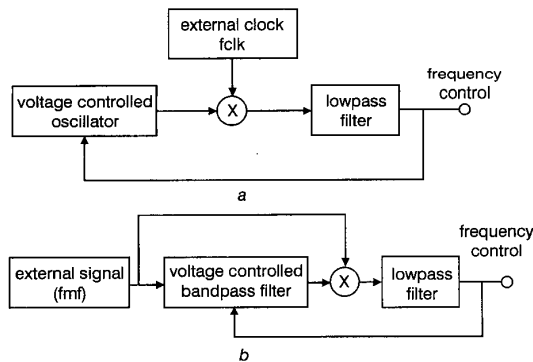 external clock
fclk
frequency
control
voltage controlled
oscillator
X
lowpass
filter
a
frequency
control
external signal
(fmf)
voltage controlled
bandpass filter
X
lowpass
filter
b